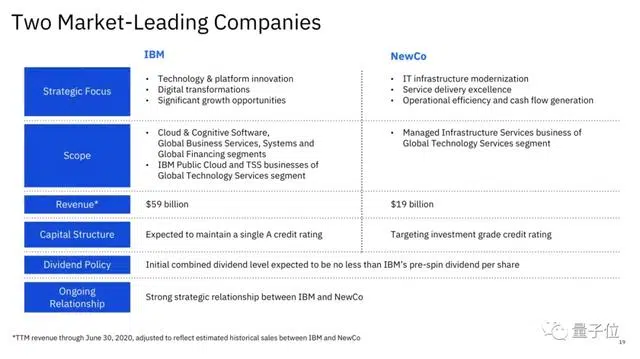 Two Market-Leading Companies
IBM
NewCo
Strategic Focus
• Technology & platform innovation
• Digital transformations
• Significant growth opportunities
• IT infrastructure modernization
• Service delivery excellence
• Operational efficiency and cash flow generation
Scope
• Cloud & Cognitive Software,
Global Business Services, Systems and
Global Financing segments
• IBM Public Cloud and TSS businesses of
Global Technology Services segment
• Managed Infrastructure Services business of
Global Technology Services segment
Revenue*
$59 billion
$19 billion
Capital Structure
Expected to maintain a single A credit rating
Targeting investment grade credit rating
Dividend Policy
Initial combined dividend level expected to be no less than IBM's pre-spin dividend per share
Ongoing
Relationship
Strong strategic relationship between IBM and NewCo
*TTM revenue through June 30, 2020, adjusted to reflect estimated historical sales between IBM and NewCo
量子位
19